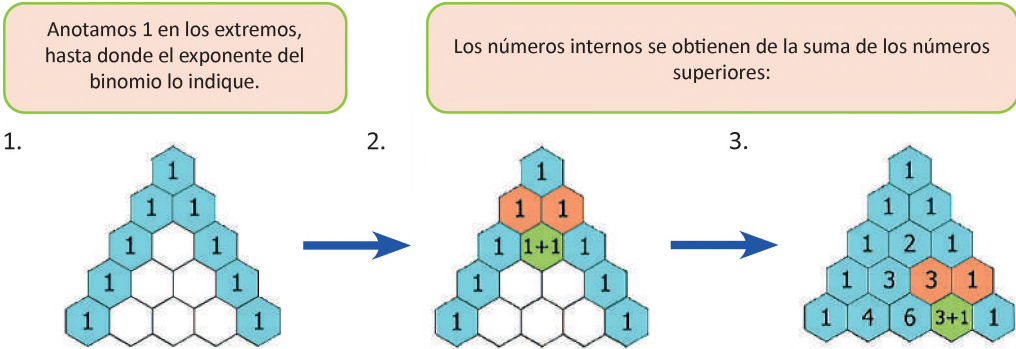 Anotamos 1 en los extremos,
hasta donde el exponente del
binomio lo indique.
Los números internos se obtienen de la suma de los números
superiores:
1.
1
1 1
1 1
1 1
1 1
2.
1
1 1
1 1+1 1
1 1
1 1
3.
1
1 1
1 2 1
1 3 3 1
1 4 6 3+1 1